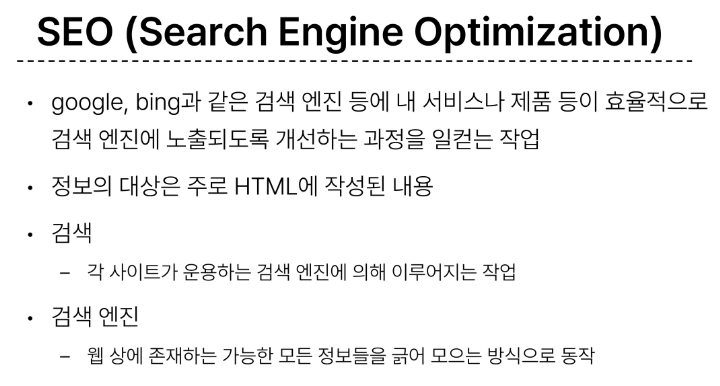 SEO (Search Engine Optimization)
• google, bing과 같은 검색 엔진 등에 내 서비스나 제품 등이 효율적으로
검색 엔진에 노출되도록 개선하는 과정을 일컫는 작업
• 정보의 대상은 주로 HTML에 작성된 내용
• 검색
– 각 사이트가 운용하는 검색 엔진에 의해 이루어지는 작업
• 검색 엔진
– 웹 상에 존재하는 가능한 모든 정보들을 긁어 모으는 방식으로 동작